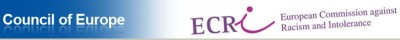 Council of Europe
ECRI
European Commission against
Racism and Intolerance